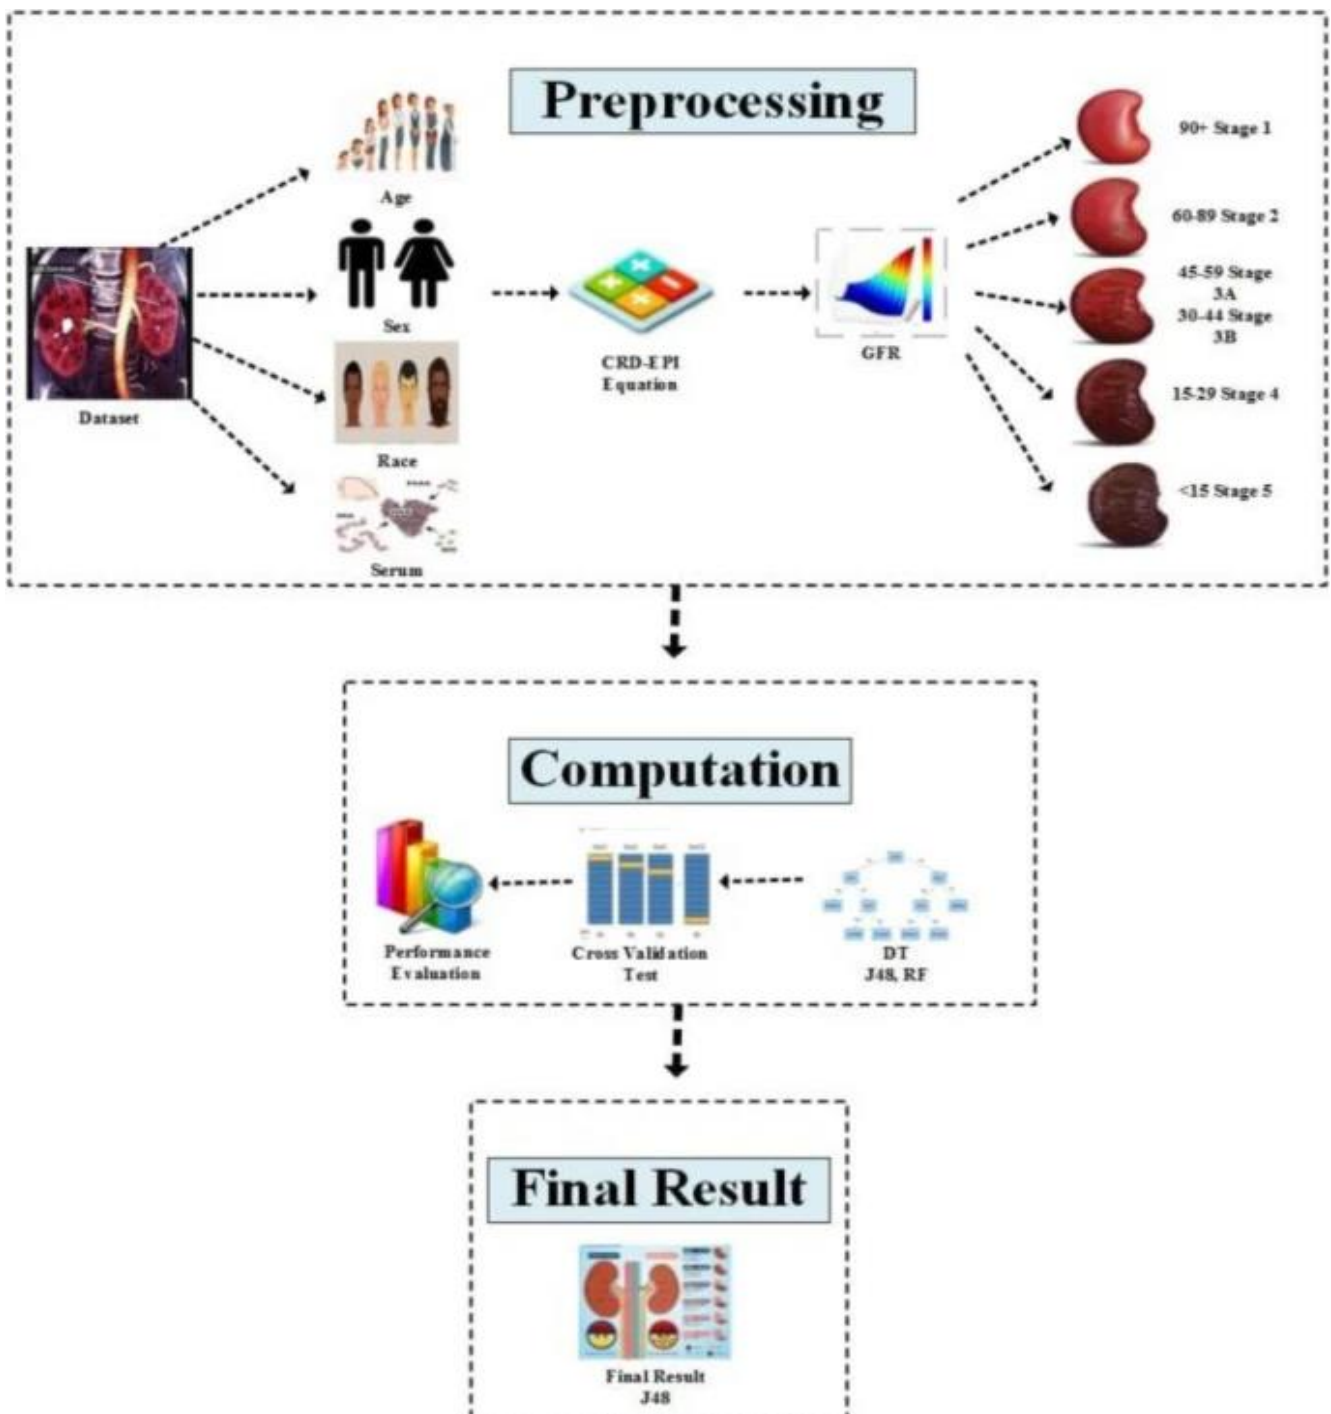 Preprocessing
Age
Sex
Race
Serum
Dataset
CRD-EPI
Equation
GFR
90+ Stage 1
60-89 Stage 2
45-59 Stage
3A
30-44 Stage
3B
15-29 Stage 4
<15 Stage 5
Computation
Performance
Evaluation
Cross Validation
Test
DT
J48, RF
Final Result
Final Result
J48